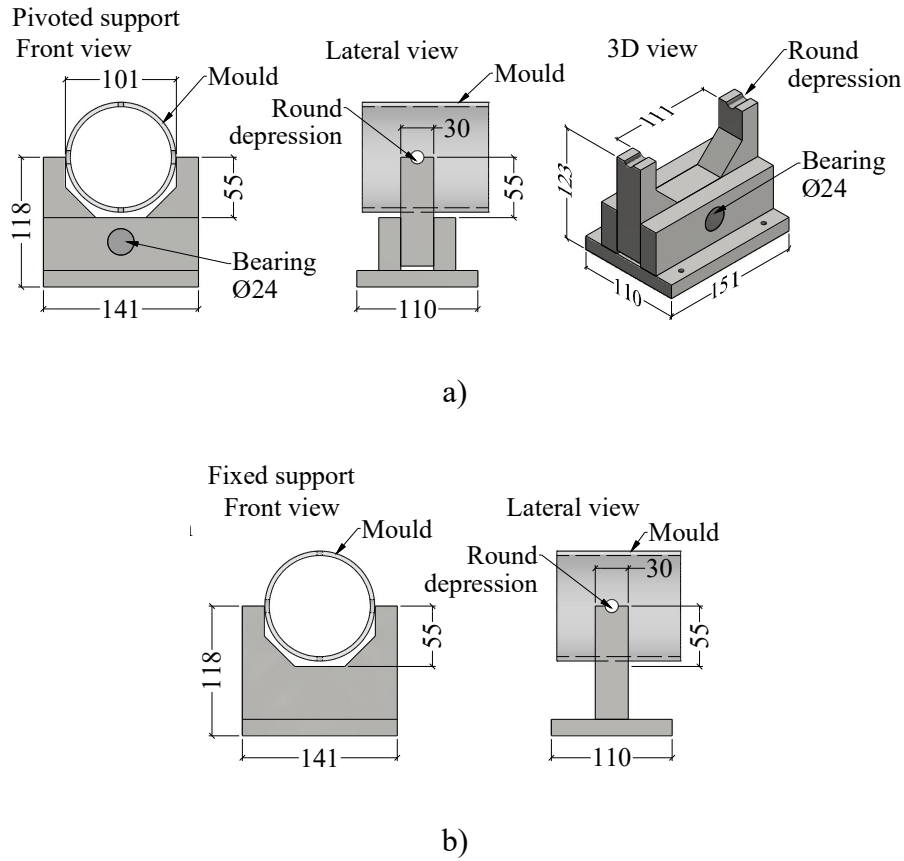 Pivoted support
Front view
Lateral view
3D view
101
Mould
Mould
Round
depression
Round
depression
30
111
123
55
55
118
Bearing
Ø24
Bearing
Ø24
141
110
110
151
a)
Fixed support
Front view
Lateral view
Mould
Mould
Round
depression
30
55
55
118
141
110
b)